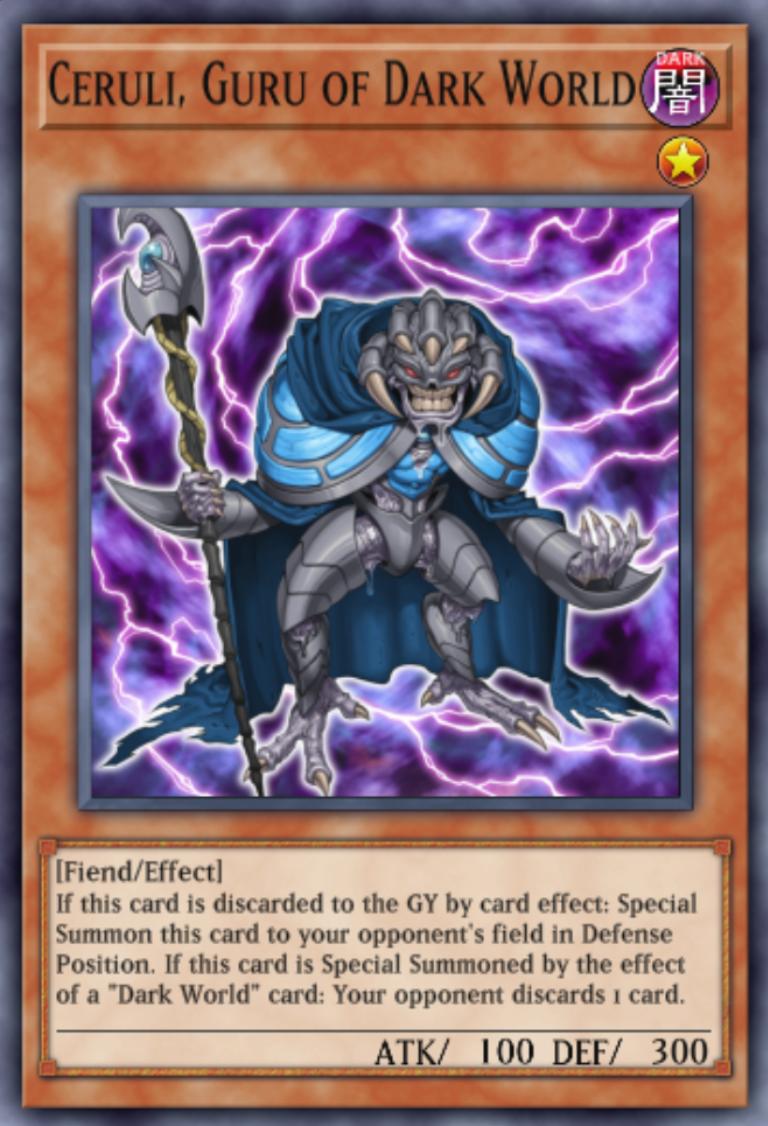 Ceruli, Guru of Dark World
DARK
闇
[Fiend/Effect]
If this card is discarded to the GY by card effect: Special
Summon this card to your opponent's field in Defense
Position. If this card is Special Summoned by the effect
of a "Dark World" card: Your opponent discards 1 card.
ATK/ 100 DEF/ 300